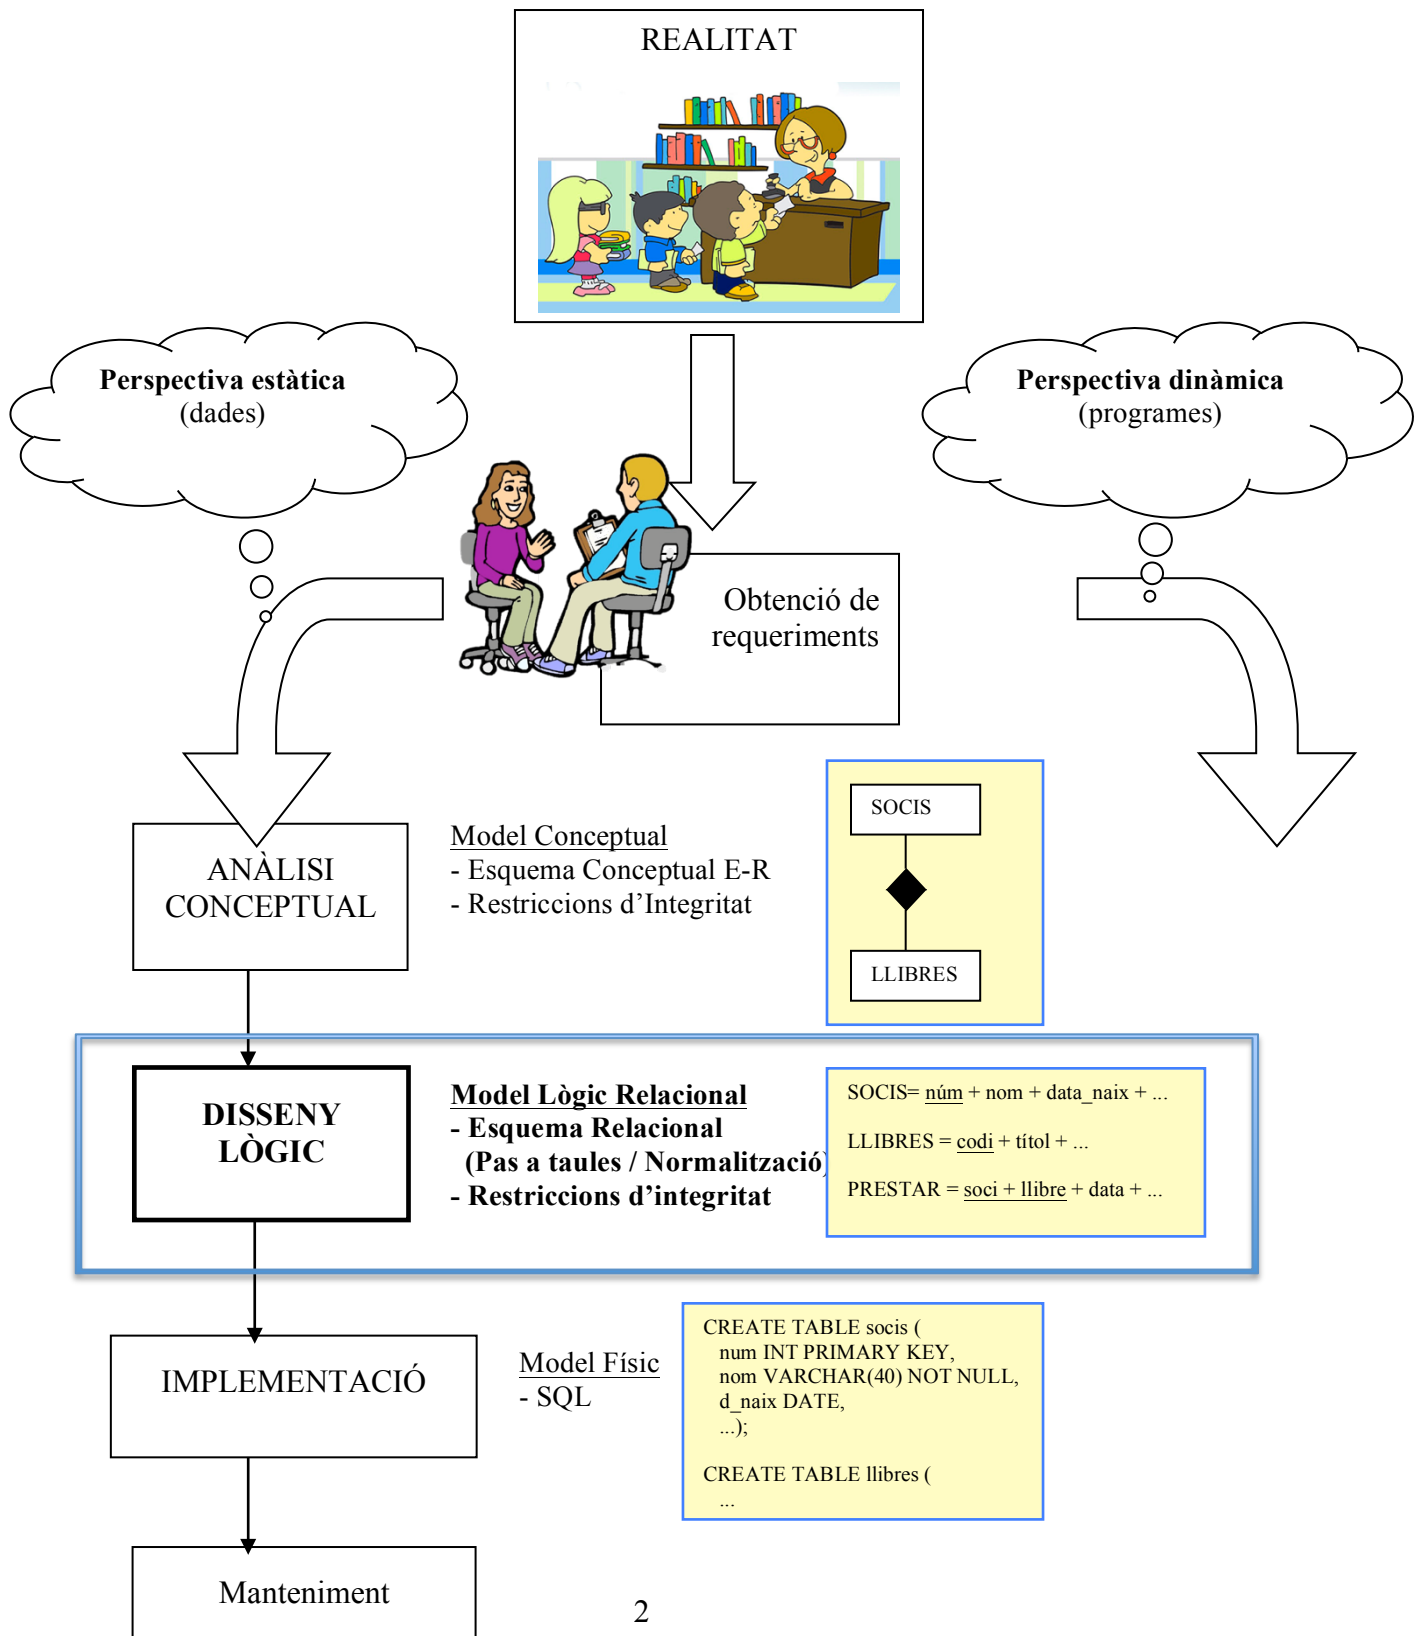 REALITAT
Perspectiva estàtica
(dades)
Perspectiva dinàmica
(programes)
Obtenció de
requeriments
ANÀLISI
CONCEPTUAL
Model Conceptual
- Esquema Conceptual E-R
- Restriccions d’Integritat
SOCIS
LLIBRES
DISSENY
LÒGIC
Model Lògic Relacional
- Esquema Relacional
(Pas a taules / Normalització)
- Restriccions d’integritat
SOCIS= núm + nom + data_naix + ...
LLIBRES = codi + títol + ...
PRESTAR = soci + llibre + data + ...
IMPLEMENTACIÓ
Model Físic
- SQL
CREATE TABLE socis (
num INT PRIMARY KEY,
nom VARCHAR(40) NOT NULL,
d_naix DATE,
...);
CREATE TABLE llibres (
...
Manteniment
2